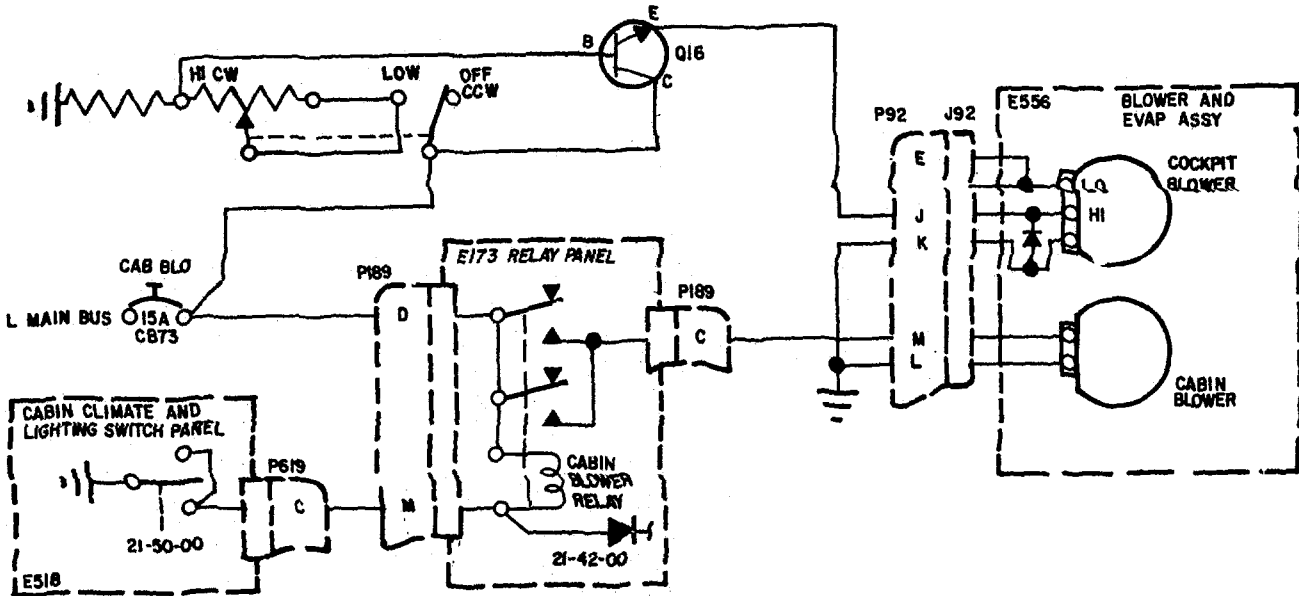 E
B
Q16
C
HI CW
LOW
OFF
CCW
P92
J92
E556
BLOWER AND
EVAP ASSY
E
COCKPIT
BLOWER
LO
J
HI
K
E173 RELAY PANEL
CAB BLO
P189
P189
L MAIN BUS
15A
CB73
D
C
M
L
CABIN
BLOWER
CABIN CLIMATE AND
LIGHTING SWITCH PANEL
P619
CABIN
BLOWER
RELAY
C
M
21-50-00
21-42-00
E518